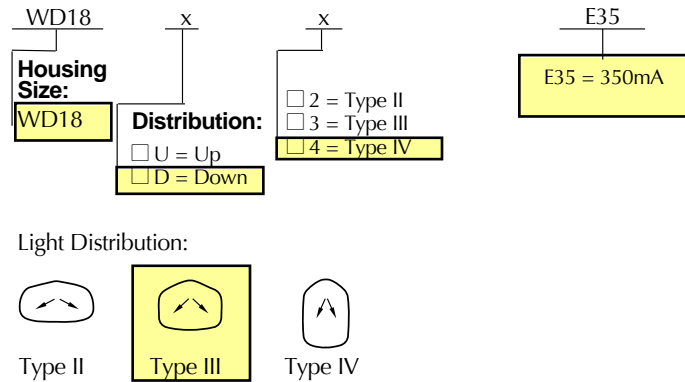 WD18 x x E35
Housing
Size:
WD18
Distribution:
☐ U = Up
☐ D = Down
☐ 2 = Type II
☐ 3 = Type III
☐ 4 = Type IV
E35 = 350mA
Light Distribution:
Type II Type III Type IV